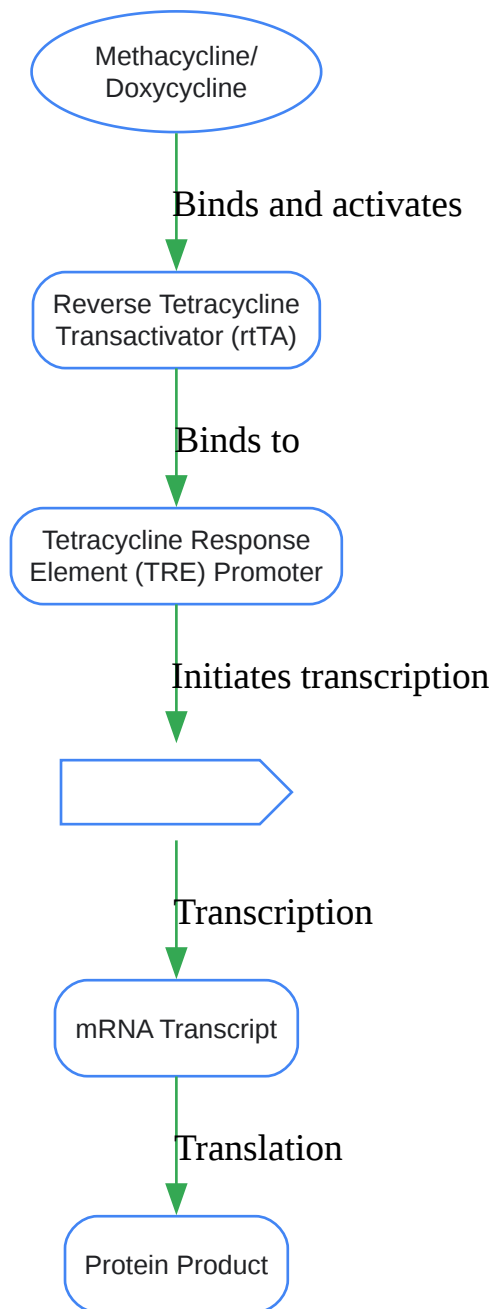 Methacycline/
Doxycycline
Binds and activates
Reverse Tetracycline
Transactivator (rtTA)
Binds to
Tetracycline Response
Element (TRE) Promoter
Initiates transcription
Transcription
mRNA Transcript
Translation
Protein Product